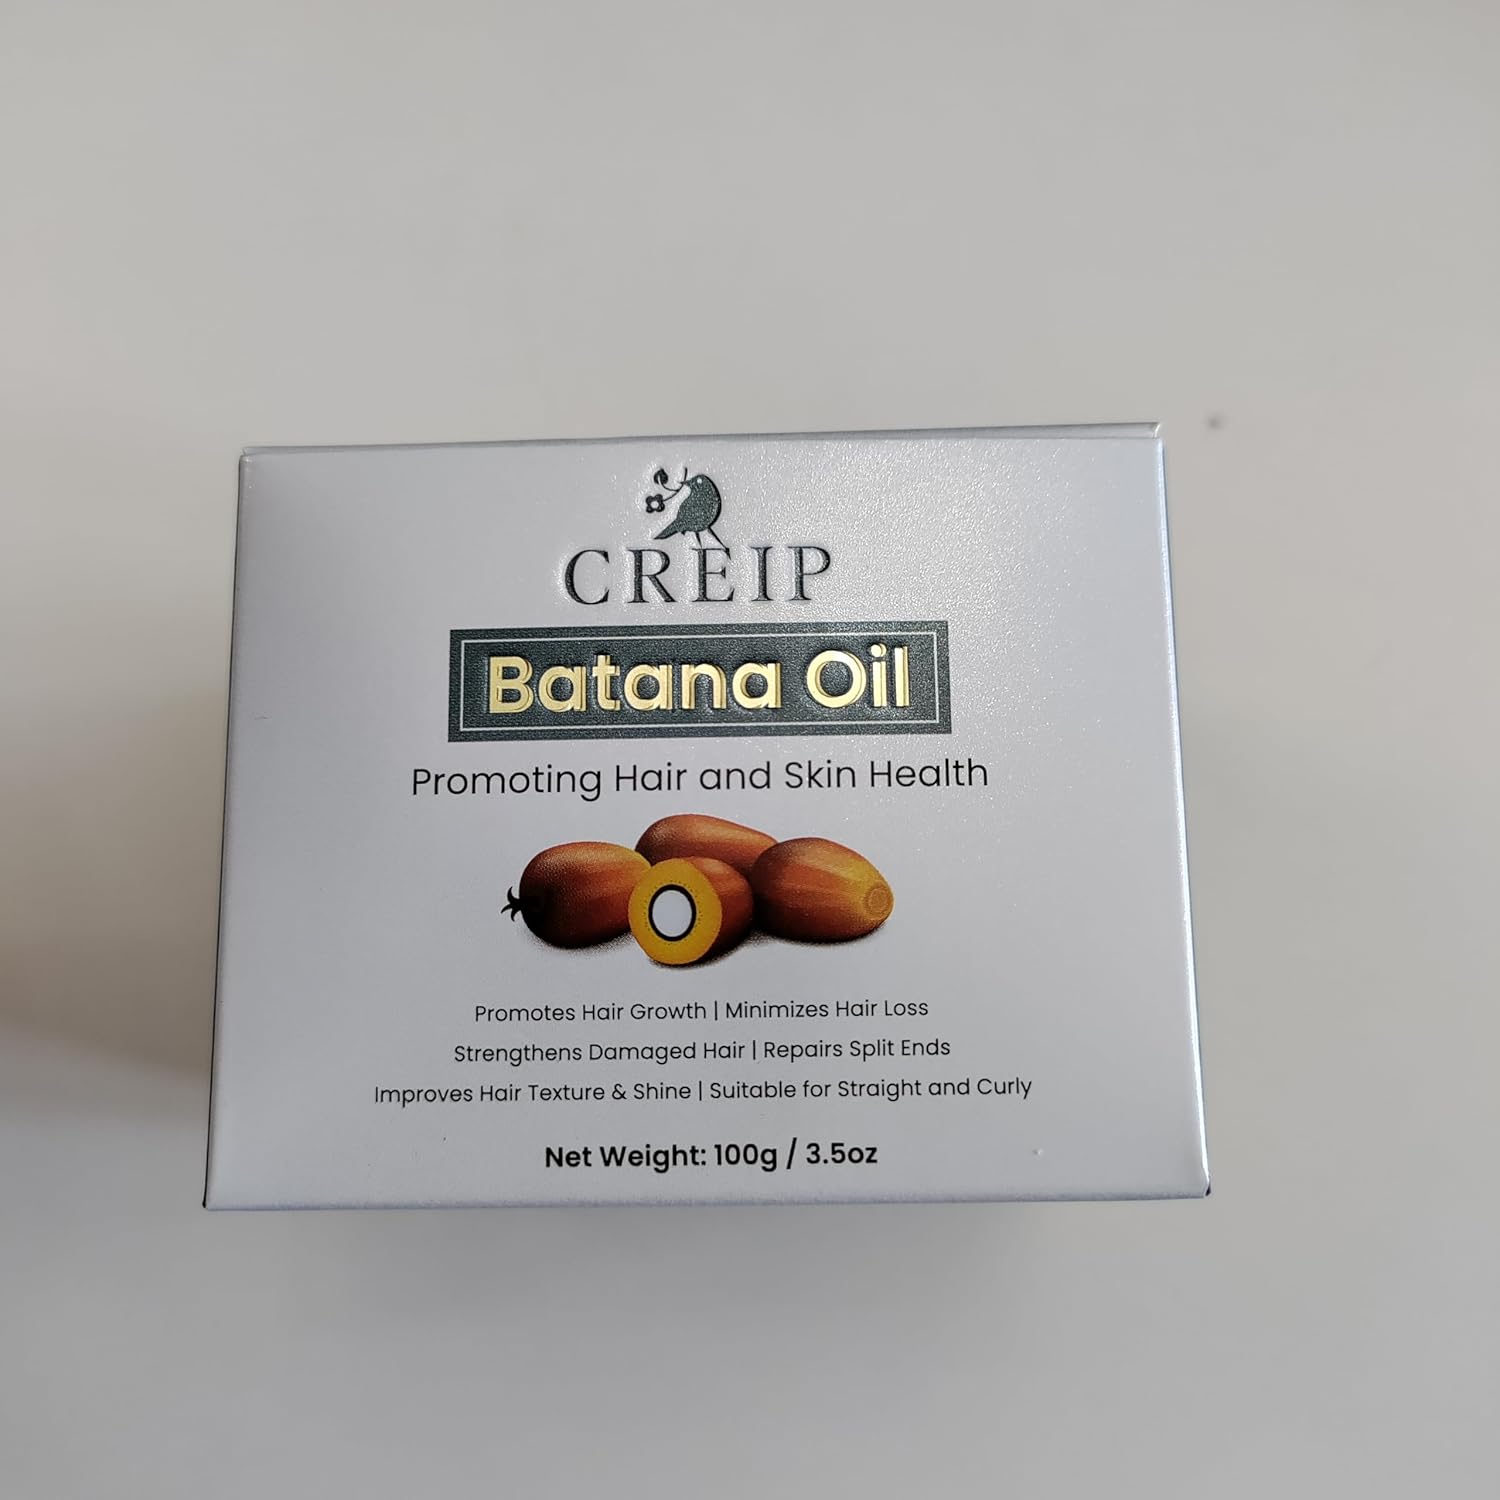 CREIP
Batana Oil
Promoting Hair and Skin Health
Promotes Hair Growth | Minimizes Hair Loss
Strengthens Damaged Hair | Repairs Split Ends
Improves Hair Texture & Shine | Suitable for Straight and Curly
Net Weight: 100g / 3.5oz